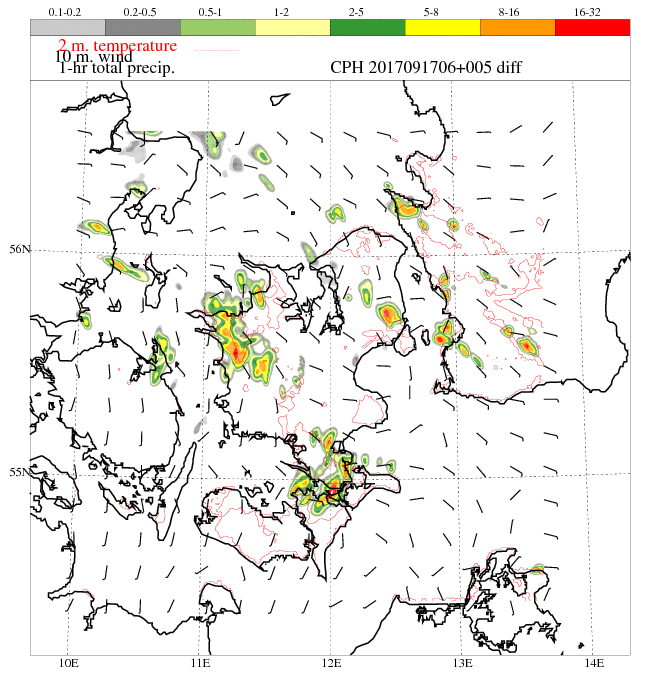 0.1-0.2 0.2-0.5 0.5-1 1-2 2-5 5-8 8-16 16-32
2 m. temperature
10 m. wind
1-hr total precip. CPH 2017091706+005 diff
56N
55N
10E 11E 12E 13E 14E